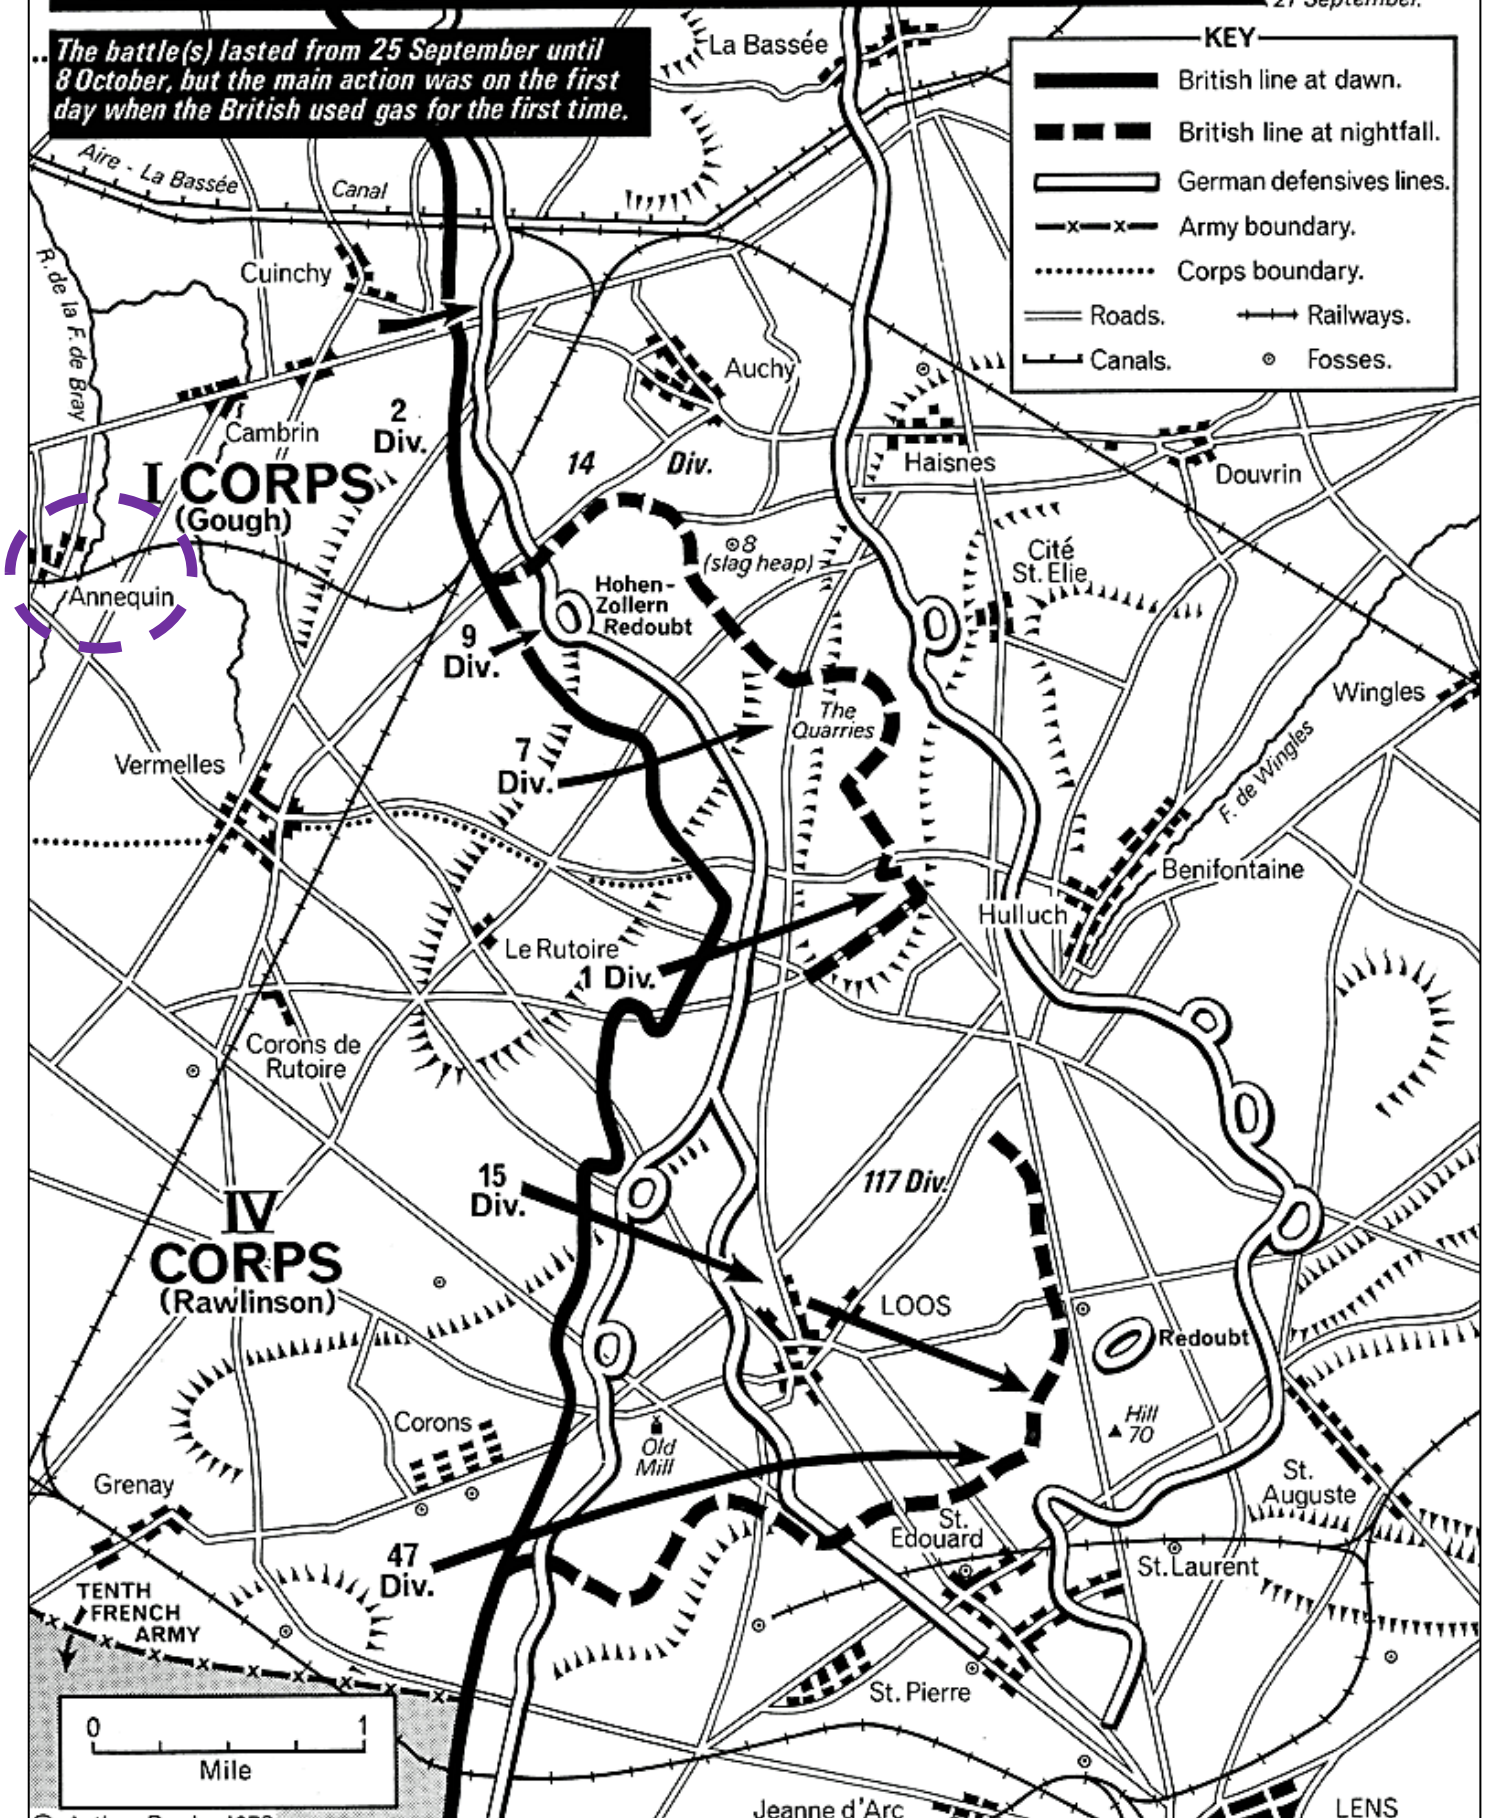 27 September.
The battle(s) lasted from 25 September until
8 October, but the main action was on the first
day when the British used gas for the first time.
KEY
British line at dawn.
British line at nightfall.
German defensives lines.
Army boundary.
Corps boundary.
Roads.
Railways.
Canals.
Fosses.
La Bassée
Aire - La Bassée
Canal
R. de la F. de Bray
Cuinchy
Auchy
Cambrin
2
Div.
14 Div.
Haisnes
Douvrin
I CORPS
(Gough)
8
(slag heap)
Cité
St. Elie
Annequin
Hohen-
Zollern
Redoubt
9
Div.
Wingles
The
Quarries
7
Div.
Vermelles
F. de Wingles
Benifontaine
Hulluch
Le Rutoire
1 Div.
Corons de
Rutoire
15
Div.
117 Div.
IV
CORPS
(Rawlinson)
LOOS
Redoubt
Hill
70
Corons
Old
Mill
Grenay
St.
Auguste
St.
Edouard
St. Laurent
47
Div.
TENTH
FRENCH
ARMY
St. Pierre
0 1
Mile
Jeanne d'Arc
LENS